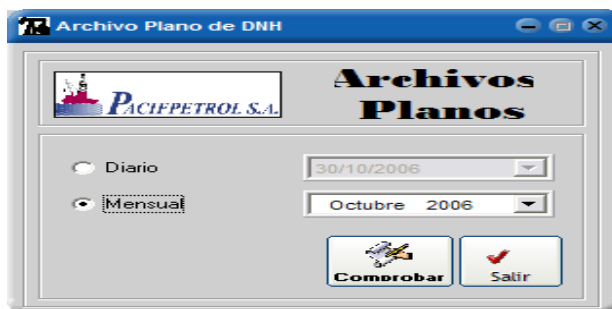 Archivo Plano de DNH
PACIFPETROL S.A.
Archivos
Planos
Diario
30/10/2006
Mensual
Octubre 2006
Comprobar
Salir